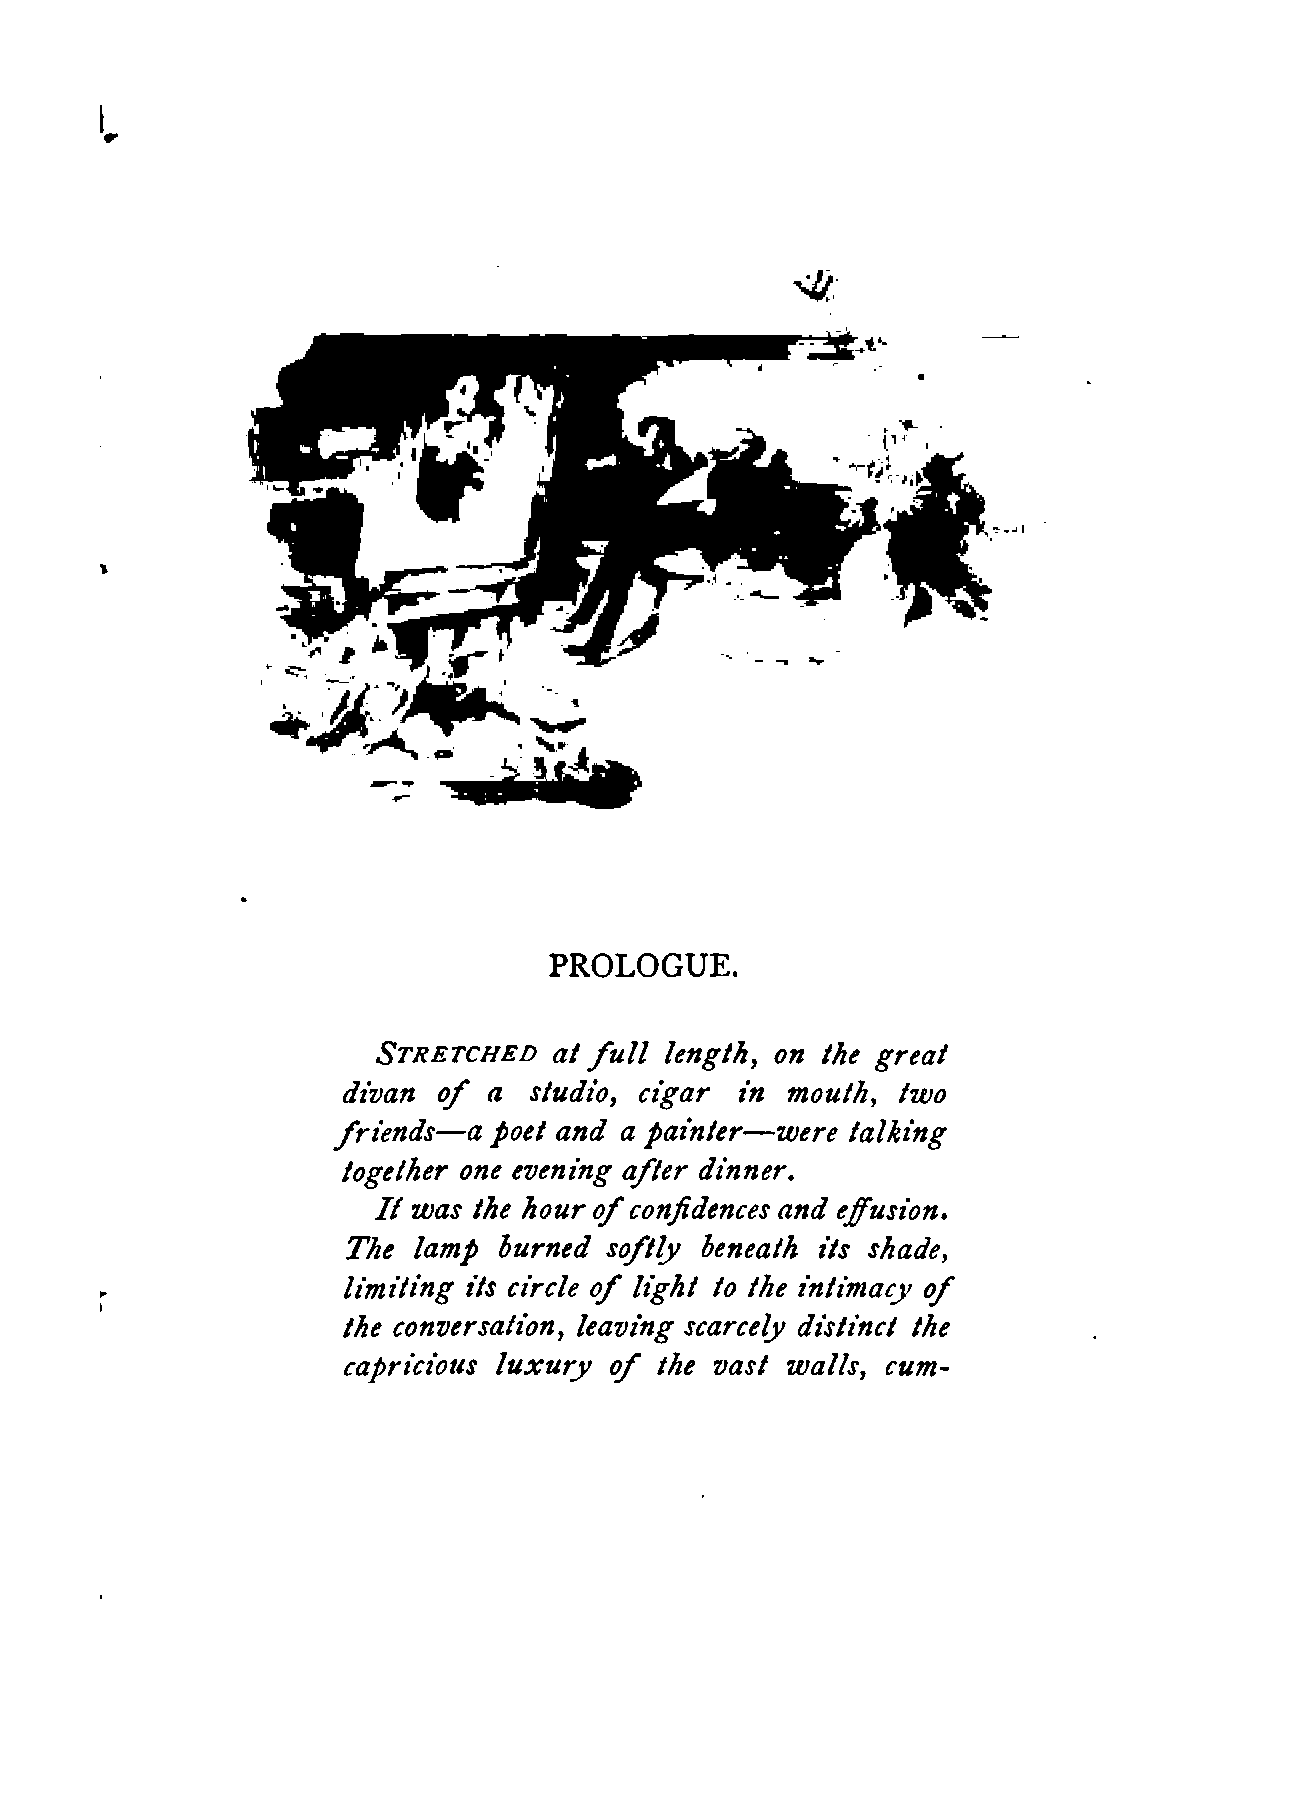 PROLOGUE.
STRETCHED at full length, on the great
divan of a studio, cigar in mouth, two
friends—a poet and a painter—were talking
together one evening after dinner.
It was the hour of confidences and effusion.
The lamp burned softly beneath its shade,
limiting its circle of light to the intimacy of
the conversation, leaving scarcely distinct the
capricious luxury of the vast walls, cum-